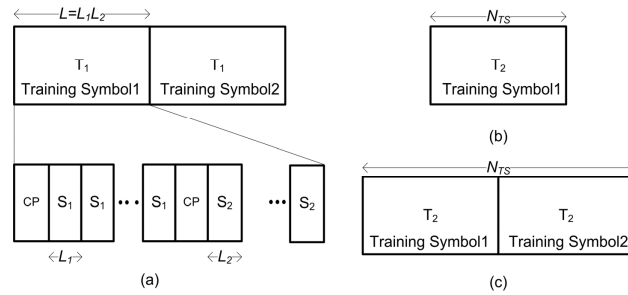 L=L1L2
T1
Training Symbol1
T1
Training Symbol2
CP
S1
S1
•••
S1
CP
S2
•••
S2
L1
L2
(a)
NTS
T2
Training Symbol1
(b)
NTS
T2
Training Symbol1
T2
Training Symbol2
(c)